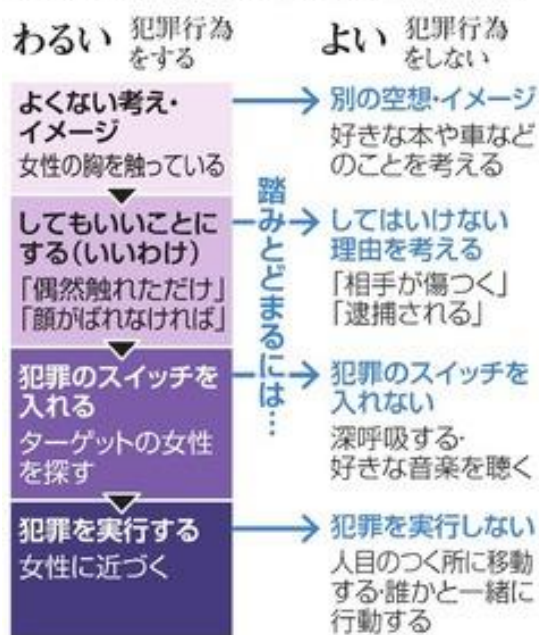 わるい 犯罪行為をする
よい 犯罪行為をしない
よくない考え・
イメージ
女性の胸を触っている
別の空想・イメージ
好きな本や車など
のことを考える
踏みとどまるには…
してもいいことに
する(いいわけ)
「偶然触れただけ」
「顔がばれなければ」
してはいけない
理由を考える
「相手が傷つく」
「逮捕される」
犯罪のスイッチを
入れる
ターゲットの女性
を探す
犯罪のスイッチを
入れない
深呼吸する・
好きな音楽を聴く
犯罪を実行する
女性に近づく
犯罪を実行しない
人目のつく所に移動
する・誰かと一緒に
行動する